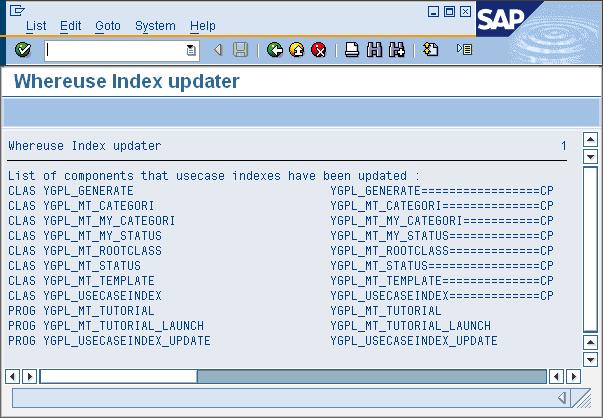 List Edit Goto System Help
SAP
Whereuse Index updater
Whereuse Index updater 1
List of components that usecase indexes have been updated :
CLAS YGPL_GENERATE YGPL_GENERATE=================CP
CLAS YGPL_MT_CATEGORI YGPL_MT_CATEGORI==============CP
CLAS YGPL_MT_MY_CATEGORI YGPL_MT_MY_CATEGORI===========CP
CLAS YGPL_MT_MY_STATUS YGPL_MT_MY_STATUS=============CP
CLAS YGPL_MT_ROOTCLASS YGPL_MT_ROOTCLASS=============CP
CLAS YGPL_MT_STATUS YGPL_MT_STATUS================CP
CLAS YGPL_MT_TEMPLATE YGPL_MT_TEMPLATE==============CP
CLAS YGPL_USECASEINDEX YGPL_USECASEINDEX=============CP
PROG YGPL_MT_TUTORIAL YGPL_MT_TUTORIAL
PROG YGPL_MT_TUTORIAL_LAUNCH YGPL_MT_TUTORIAL_LAUNCH
PROG YGPL_USECASEINDEX_UPDATE YGPL_USECASEINDEX_UPDATE